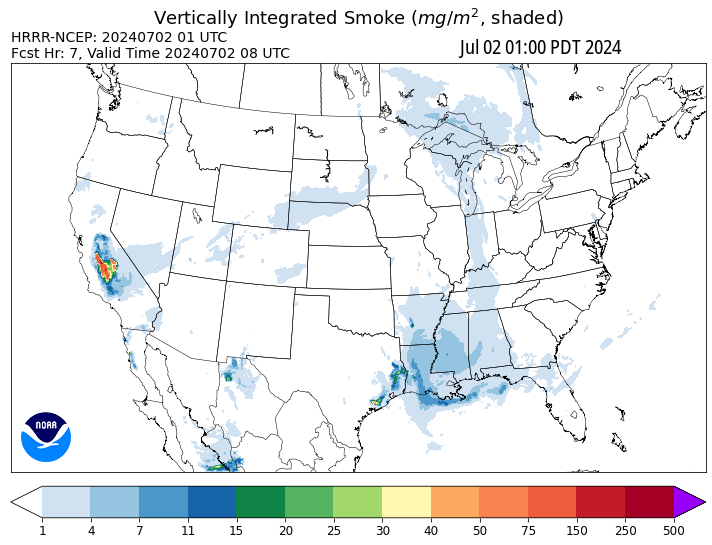 Vertically Integrated Smoke (mg/m², shaded)
HRRR-NCEP: 20240702 01 UTC
Fcst Hr: 7, Valid Time 20240702 08 UTC
Jul 02 01:00 PDT 2024
NOAA
1 4 7 11 15 20 25 30 40 50 75 150 250 500